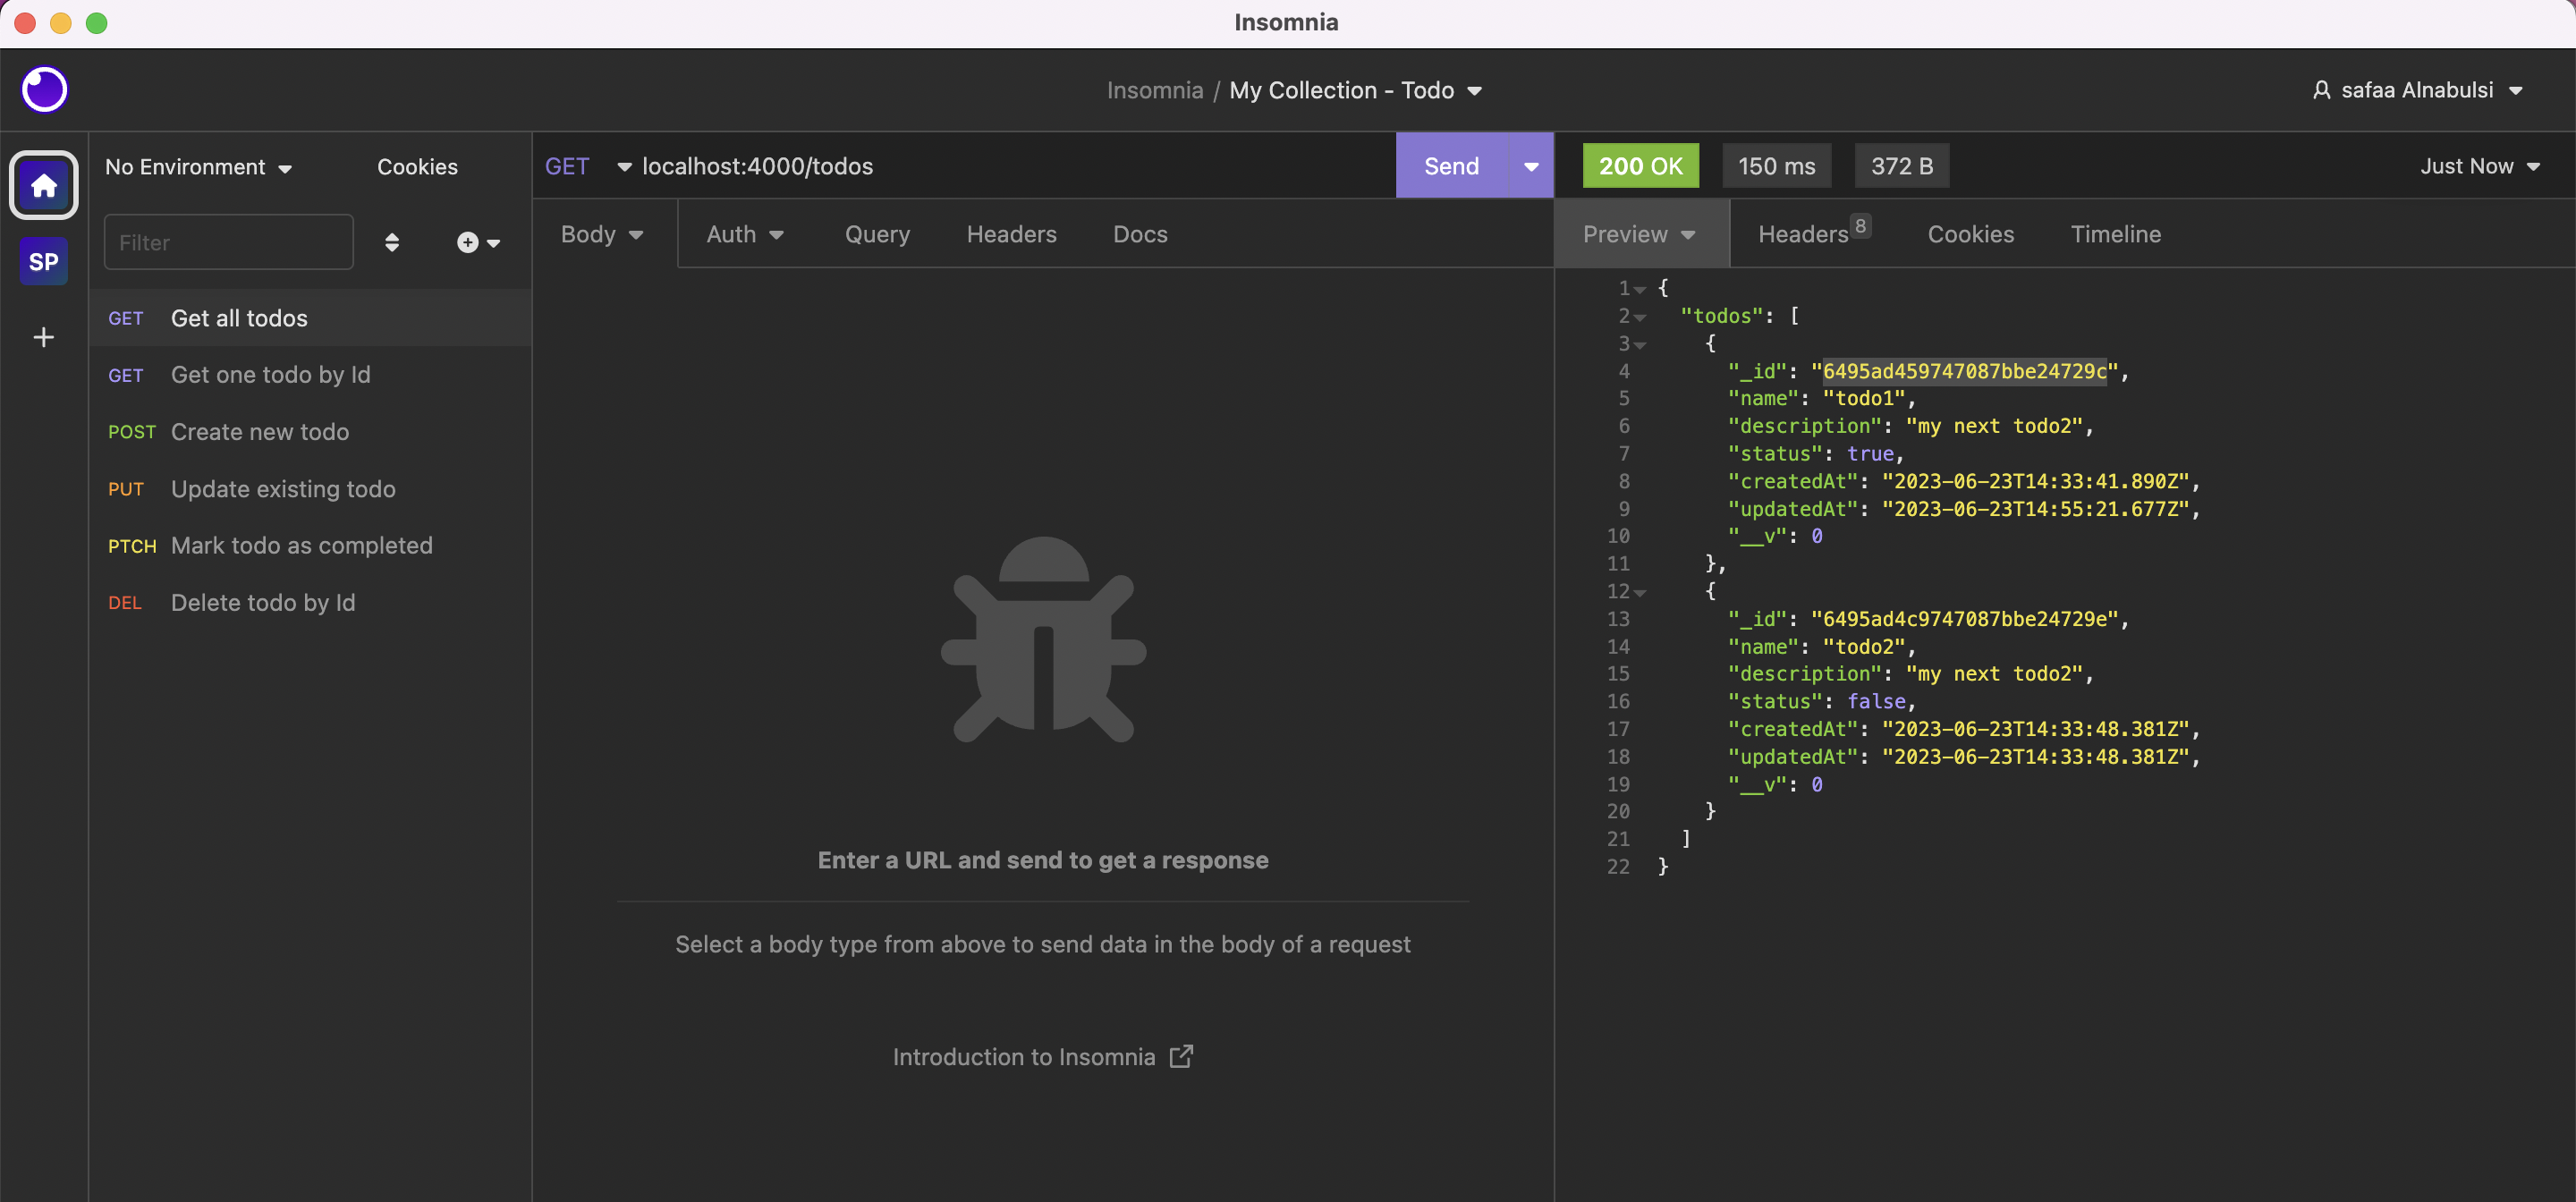 Insomnia
Insomnia / My Collection - Todo
safaa Alnabulsi
SP
No Environment
Cookies
Filter
GET Get all todos
GET Get one todo by Id
POST Create new todo
PUT Update existing todo
PTCH Mark todo as completed
DEL Delete todo by Id
GET localhost:4000/todos
Send
Body Auth Query Headers Docs
Enter a URL and send to get a response
Select a body type from above to send data in the body of a request
Introduction to Insomnia
200 OK 150 ms 372 B
Just Now
Preview Headers 8 Cookies Timeline
1 {
2 "todos": [
3 {
4 "_id": "6495ad459747087bbe24729c",
5 "name": "todo1",
6 "description": "my next todo2",
7 "status": true,
8 "createdAt": "2023-06-23T14:33:41.890Z",
9 "updatedAt": "2023-06-23T14:55:21.677Z",
10 "__v": 0
11 },
12 {
13 "_id": "6495ad4c9747087bbe24729e",
14 "name": "todo2",
15 "description": "my next todo2",
16 "status": false,
17 "createdAt": "2023-06-23T14:33:48.381Z",
18 "updatedAt": "2023-06-23T14:33:48.381Z",
19 "__v": 0
20 }
21 ]
22 }